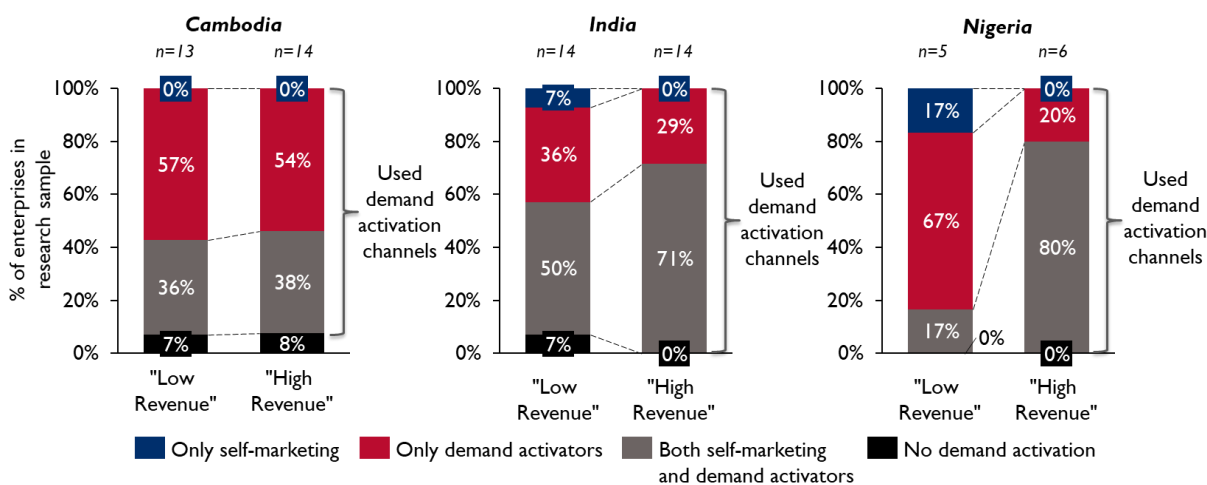 Cambodia
n=13 n=14
% of enterprises in
research sample
100%
80%
60%
40%
20%
0%
0% 0%
57% 54%
36% 38%
7% 8%
Used
demand
activation
channels
"Low
Revenue"
"High
Revenue"
India
n=14 n=14
100%
80%
60%
40%
20%
0%
7% 0%
36% 29%
50% 71%
7% 0%
Used
demand
activation
channels
"Low
Revenue"
"High
Revenue"
Nigeria
n=5 n=6
100%
80%
60%
40%
20%
0%
17% 0%
67% 20%
17% 80%
0% 0%
Used
demand
activation
channels
"Low
Revenue"
"High
Revenue"
Only self-marketing
Only demand activators
Both self-marketing
and demand activators
No demand activation